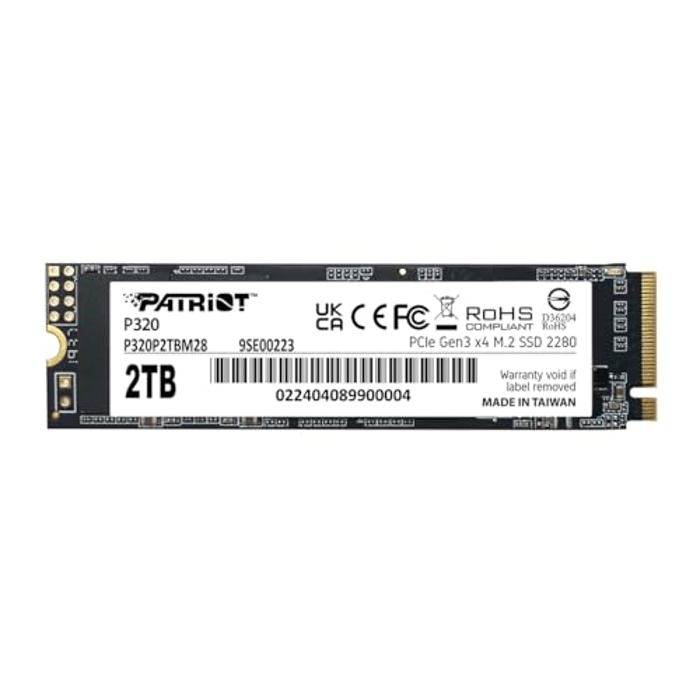 PATRIOT™
P320
P320P2TBM28 9SE00223
2TB
022404089900004
UK
CA CE FC RoHS
COMPLIANT
D36204
RoHS
PCIe Gen3 x4 M.2 SSD 2280
Warranty void if
label removed
MADE IN TAIWAN